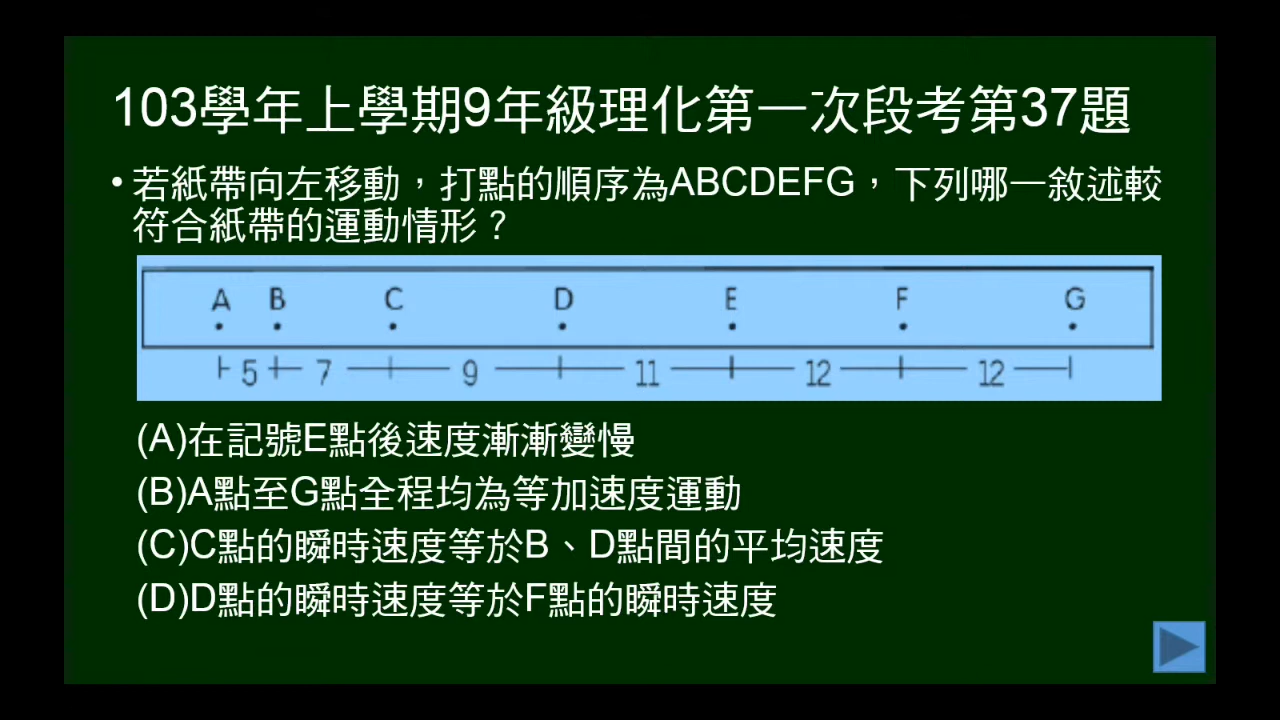 103學年上學期9年級理化第一次段考第37題
• 若紙帶向左移動，打點的順序為ABCDEFG，下列哪一敘述較
符合紙帶的運動情形？
A B C D E F G
5 7 9 11 12 12
(A)在記號E點後速度漸漸變慢
(B)A點至G點全程均為等加速度運動
(C)C點的瞬時速度等於B、D點間的平均速度
(D)D點的瞬時速度等於F點的瞬時速度